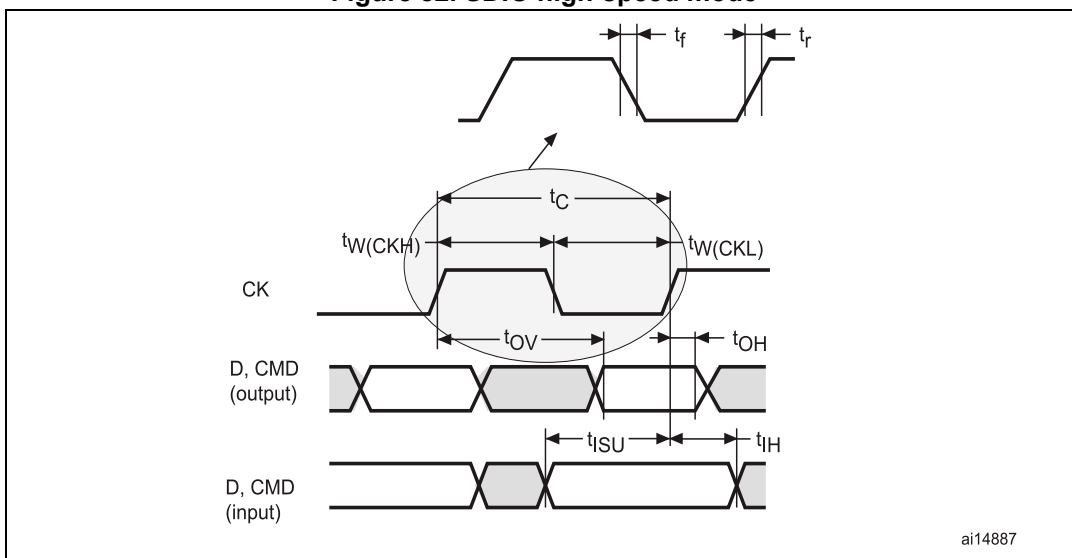 Figure 52. SDIO high-speed mode
tf
tr
tC
tW(CKH)
tW(CKL)
CK
tOV
tOH
D, CMD
(output)
tISU
tIH
D, CMD
(input)
ai14887